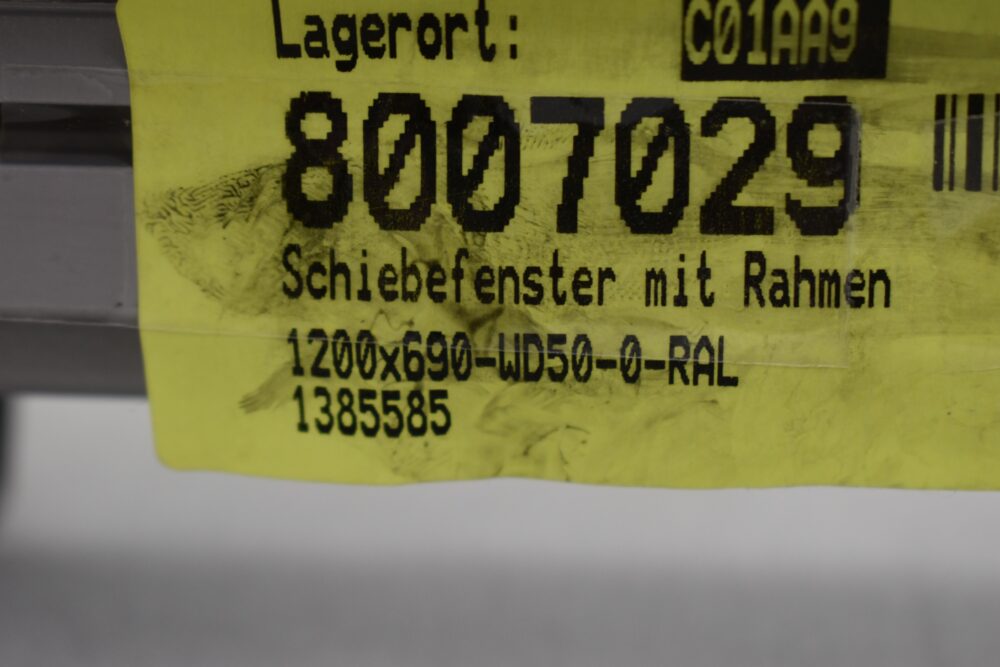 Lagerort: C01AA9
8007029
Schiebefenster mit Rahmen
1200x690-WD50-0-RAL
1385585